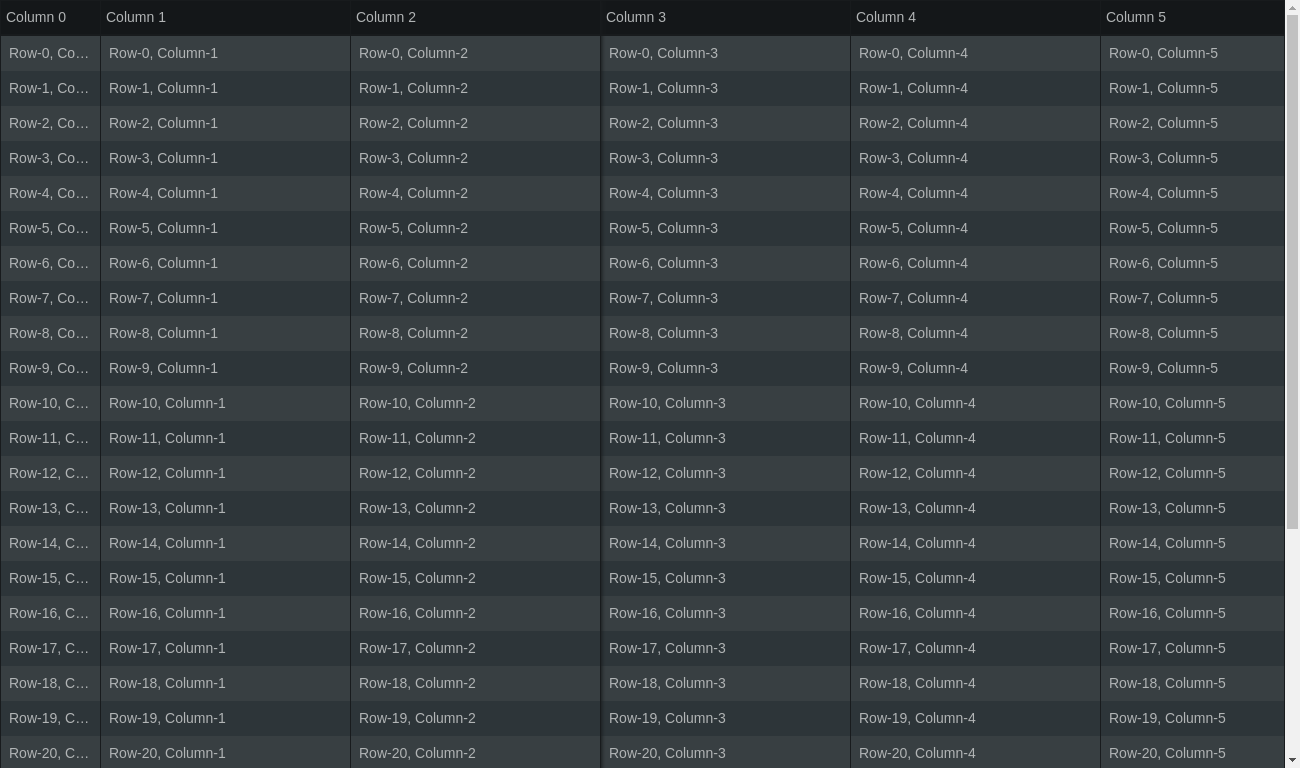 Column 0 Column 1 Column 2 Column 3 Column 4 Column 5
Row-0, Co… Row-0, Column-1 Row-0, Column-2 Row-0, Column-3 Row-0, Column-4 Row-0, Column-5
Row-1, Co… Row-1, Column-1 Row-1, Column-2 Row-1, Column-3 Row-1, Column-4 Row-1, Column-5
Row-2, Co… Row-2, Column-1 Row-2, Column-2 Row-2, Column-3 Row-2, Column-4 Row-2, Column-5
Row-3, Co… Row-3, Column-1 Row-3, Column-2 Row-3, Column-3 Row-3, Column-4 Row-3, Column-5
Row-4, Co… Row-4, Column-1 Row-4, Column-2 Row-4, Column-3 Row-4, Column-4 Row-4, Column-5
Row-5, Co… Row-5, Column-1 Row-5, Column-2 Row-5, Column-3 Row-5, Column-4 Row-5, Column-5
Row-6, Co… Row-6, Column-1 Row-6, Column-2 Row-6, Column-3 Row-6, Column-4 Row-6, Column-5
Row-7, Co… Row-7, Column-1 Row-7, Column-2 Row-7, Column-3 Row-7, Column-4 Row-7, Column-5
Row-8, Co… Row-8, Column-1 Row-8, Column-2 Row-8, Column-3 Row-8, Column-4 Row-8, Column-5
Row-9, Co… Row-9, Column-1 Row-9, Column-2 Row-9, Column-3 Row-9, Column-4 Row-9, Column-5
Row-10, C… Row-10, Column-1 Row-10, Column-2 Row-10, Column-3 Row-10, Column-4 Row-10, Column-5
Row-11, C… Row-11, Column-1 Row-11, Column-2 Row-11, Column-3 Row-11, Column-4 Row-11, Column-5
Row-12, C… Row-12, Column-1 Row-12, Column-2 Row-12, Column-3 Row-12, Column-4 Row-12, Column-5
Row-13, C… Row-13, Column-1 Row-13, Column-2 Row-13, Column-3 Row-13, Column-4 Row-13, Column-5
Row-14, C… Row-14, Column-1 Row-14, Column-2 Row-14, Column-3 Row-14, Column-4 Row-14, Column-5
Row-15, C… Row-15, Column-1 Row-15, Column-2 Row-15, Column-3 Row-15, Column-4 Row-15, Column-5
Row-16, C… Row-16, Column-1 Row-16, Column-2 Row-16, Column-3 Row-16, Column-4 Row-16, Column-5
Row-17, C… Row-17, Column-1 Row-17, Column-2 Row-17, Column-3 Row-17, Column-4 Row-17, Column-5
Row-18, C… Row-18, Column-1 Row-18, Column-2 Row-18, Column-3 Row-18, Column-4 Row-18, Column-5
Row-19, C… Row-19, Column-1 Row-19, Column-2 Row-19, Column-3 Row-19, Column-4 Row-19, Column-5
Row-20, C… Row-20, Column-1 Row-20, Column-2 Row-20, Column-3 Row-20, Column-4 Row-20, Column-5